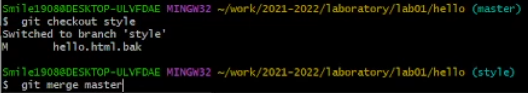 Smile1908@DESKTOP-ULVFDAE MINGW32 ~/work/2021-2022/laboratory/lab01/hello (master)
$ git checkout style
Switched to branch 'style'
M hello.html.bak
Smile1908@DESKTOP-ULVFDAE MINGW32 ~/work/2021-2022/laboratory/lab01/hello (style)
$ git merge master